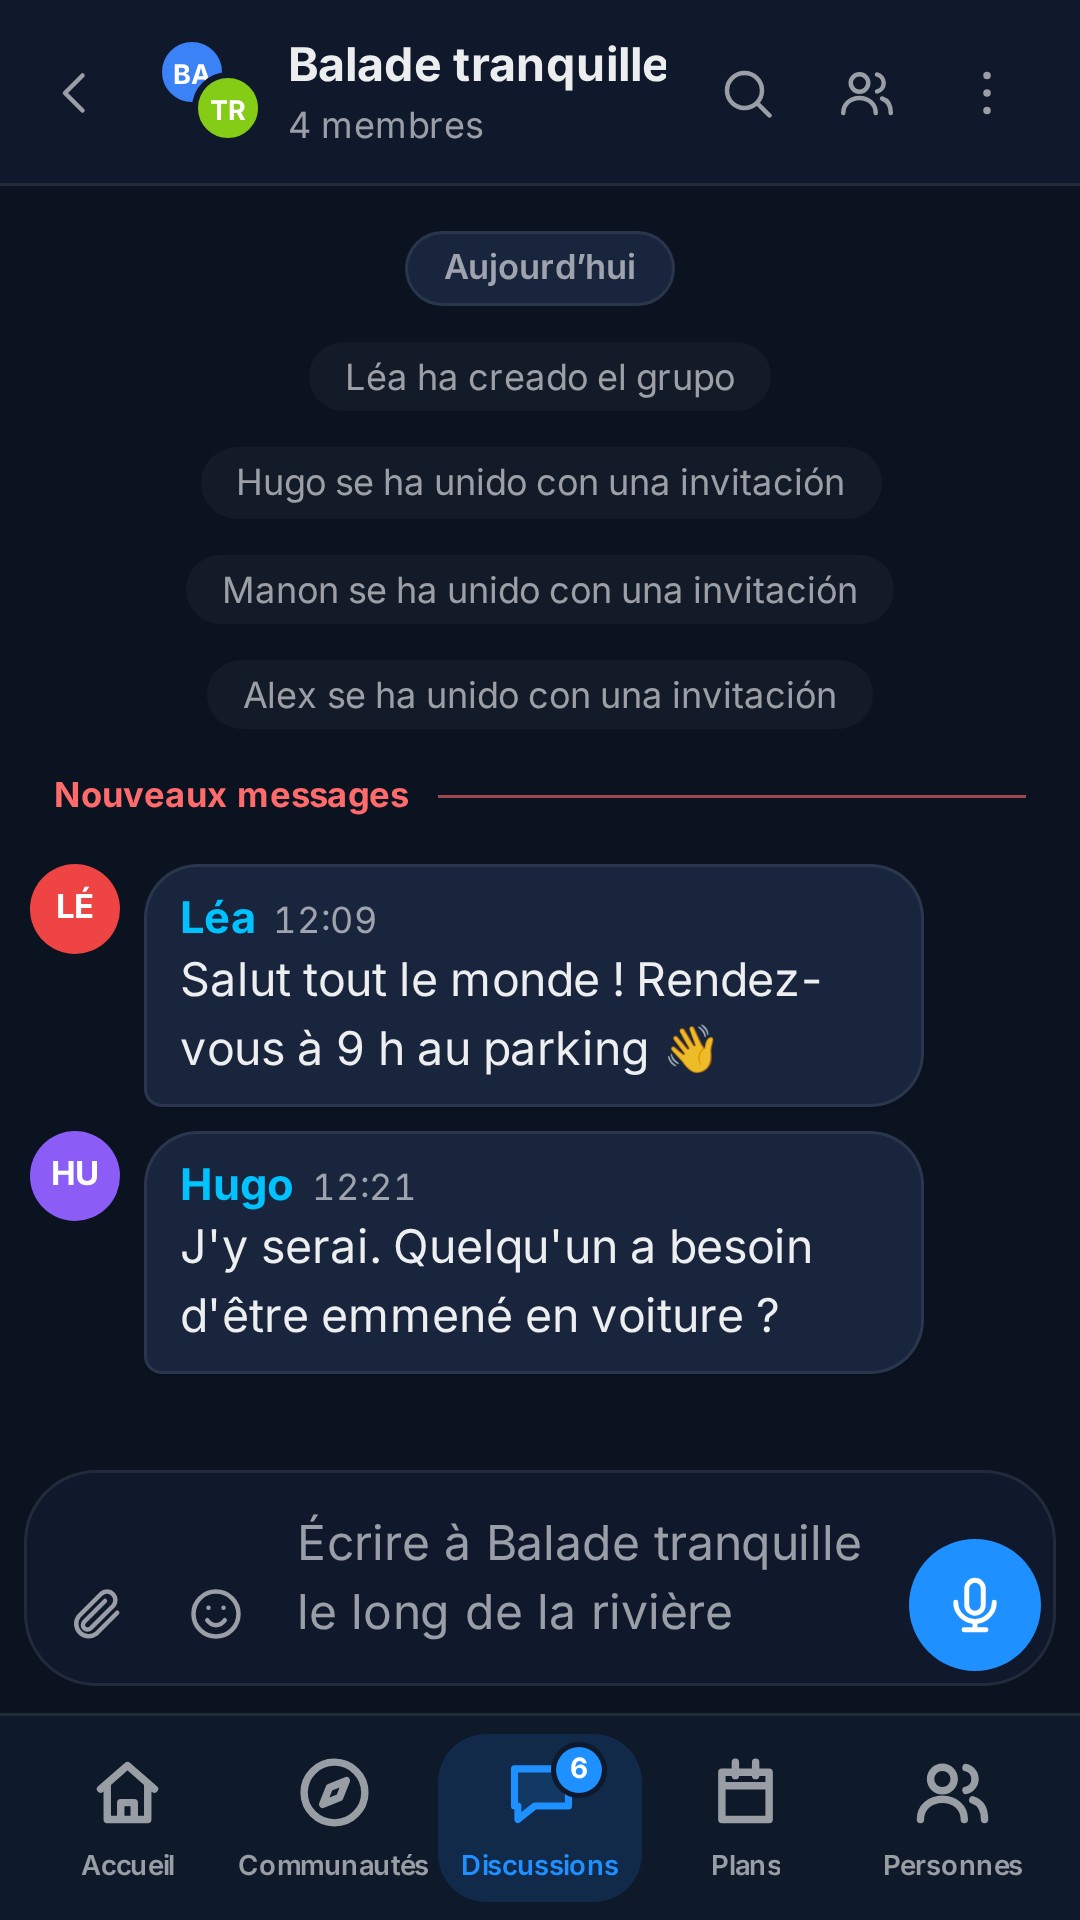 BA
TR
Balade tranquille
4 membres
Aujourd’hui
Léa ha creado el grupo
Hugo se ha unido con una invitación
Manon se ha unido con una invitación
Alex se ha unido con una invitación
Nouveaux messages
LÉ
Léa 12:09
Salut tout le monde ! Rendez-
vous à 9 h au parking 👋
HU
Hugo 12:21
J'y serai. Quelqu'un a besoin
d'être emmené en voiture ?
Écrire à Balade tranquille
le long de la rivière
6
Accueil Communautés Discussions Plans Personnes